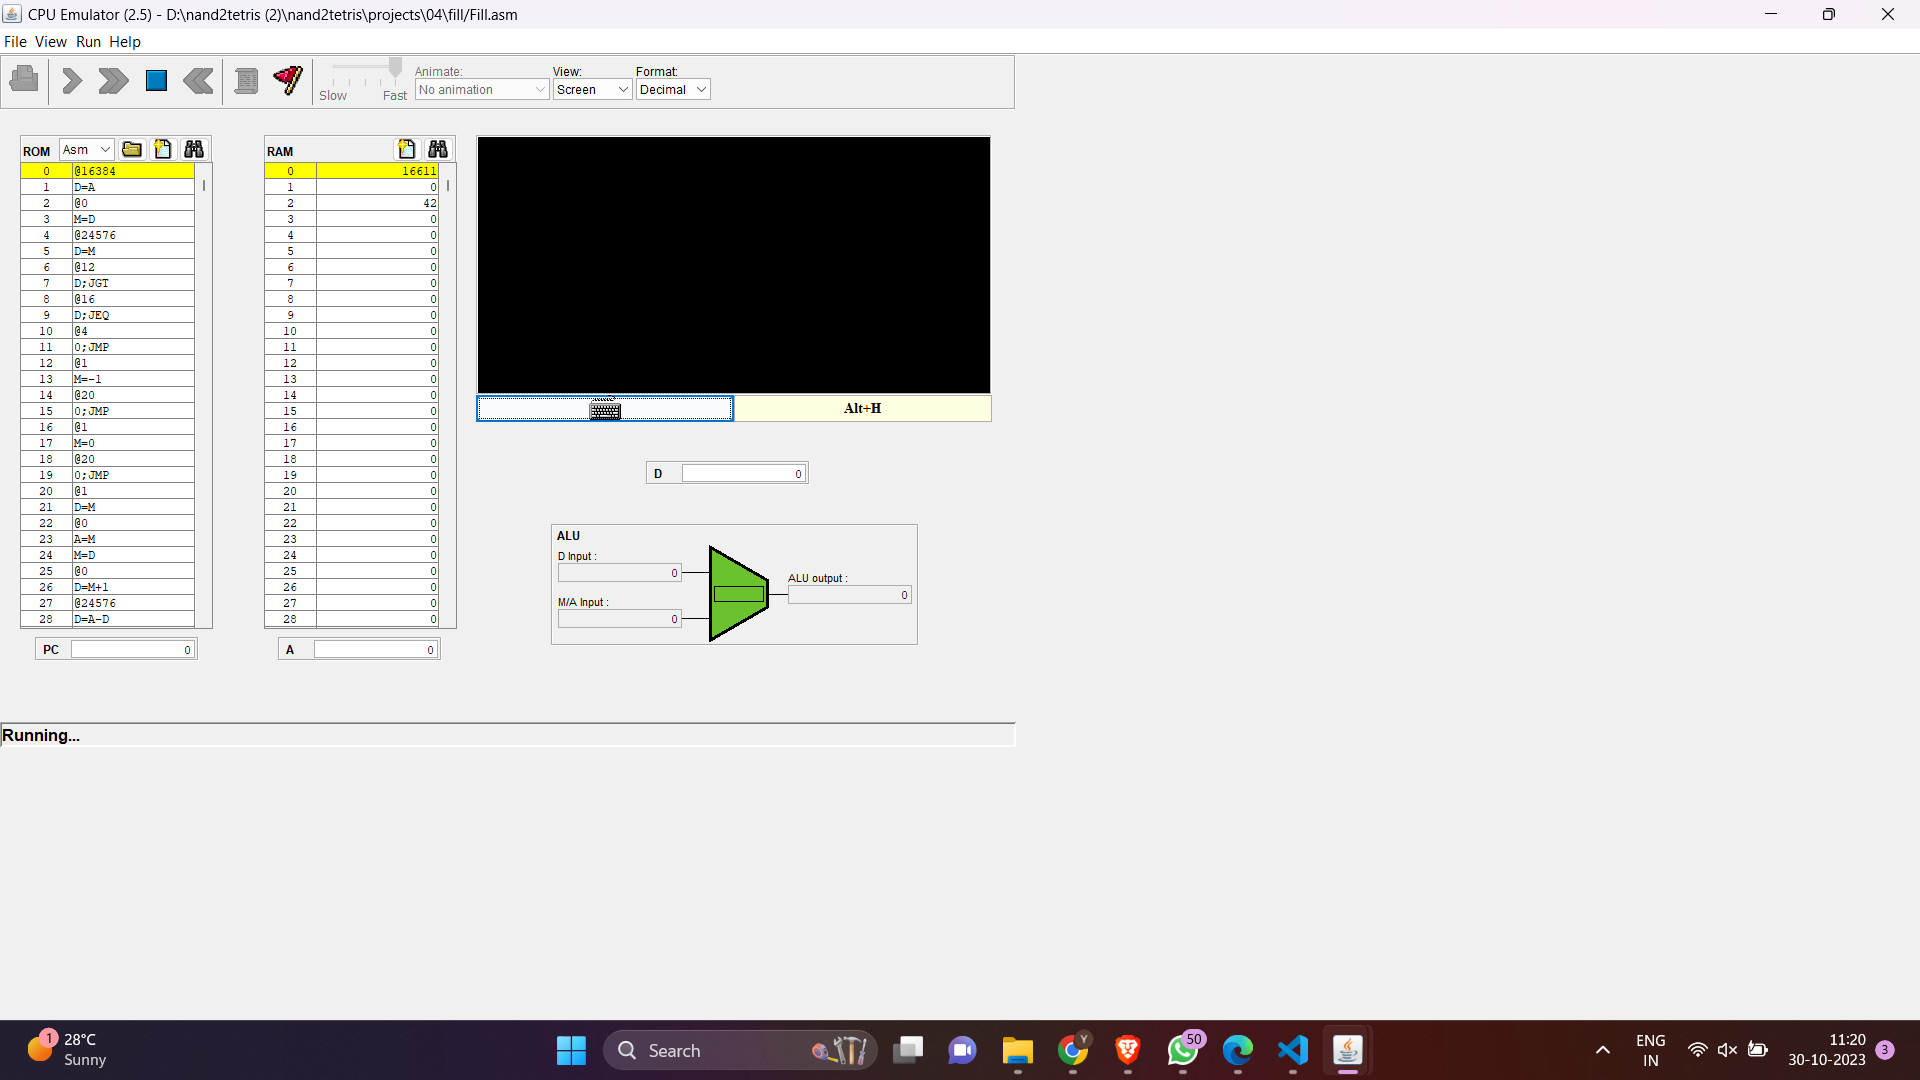 CPU Emulator (2.5) - D:\nand2tetris (2)\nand2tetris\projects\04\fill/Fill.asm
File View Run Help
Slow Fast
Animate:
No animation
View:
Screen
Format:
Decimal
ROM Asm
0 @16384
1 D=A
2 @0
3 M=D
4 @24576
5 D=M
6 @12
7 D;JGT
8 @16
9 D;JEQ
10 @4
11 0;JMP
12 @1
13 M=-1
14 @20
15 0;JMP
16 @1
17 M=0
18 @20
19 0;JMP
20 @1
21 D=M
22 @0
23 A=M
24 M=D
25 @0
26 D=M+1
27 @24576
28 D=A-D
PC 0
RAM
0 16611
1 0
2 42
3 0
4 0
5 0
6 0
7 0
8 0
9 0
10 0
11 0
12 0
13 0
14 0
15 0
16 0
17 0
18 0
19 0
20 0
21 0
22 0
23 0
24 0
25 0
26 0
27 0
28 0
A 0
Alt+H
D 0
ALU
D Input :
0
M/A Input :
0
ALU output :
0
Running...
1
28°C
Sunny
Search
Y
50
ENG
IN
11:20
30-10-2023
3